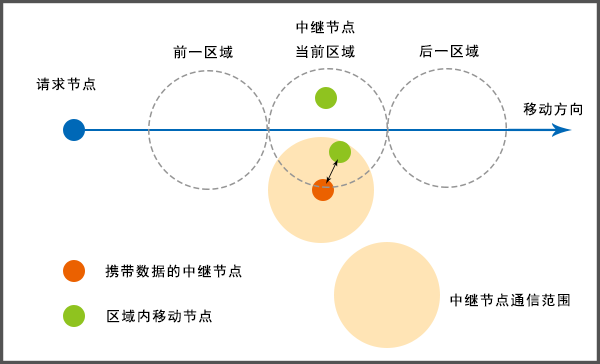 中继节点
前一区域
当前区域
后一区域
请求节点
移动方向
携带数据的中继节点
区域内移动节点
中继节点通信范围